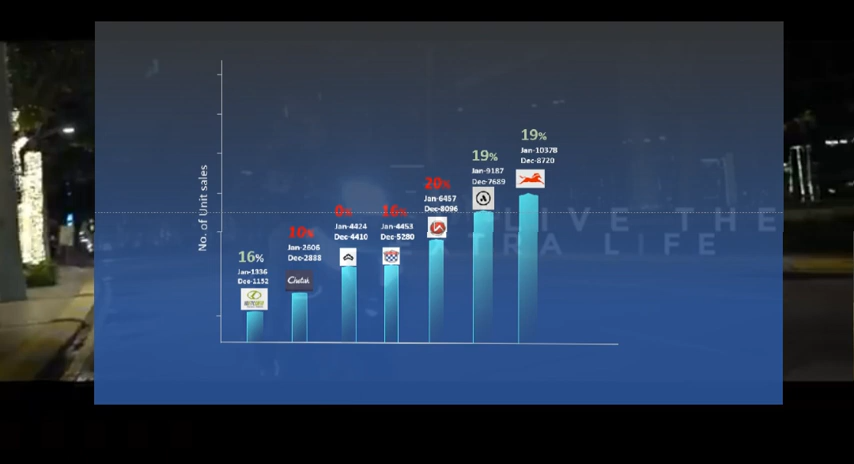 19%
Jan-10378
Dec-8720
19%
Jan-9187
Dec-7689
20%
Jan-6457
Dec-8096
0%
Jan-4424
Dec-4410
16%
Jan-4453
Dec-5280
10%
Jan-2606
Dec-2888
16%
Jan-1336
Dec-1152
Chetak
No. of Unit sales
LIVE THE
EXTRA LIFE